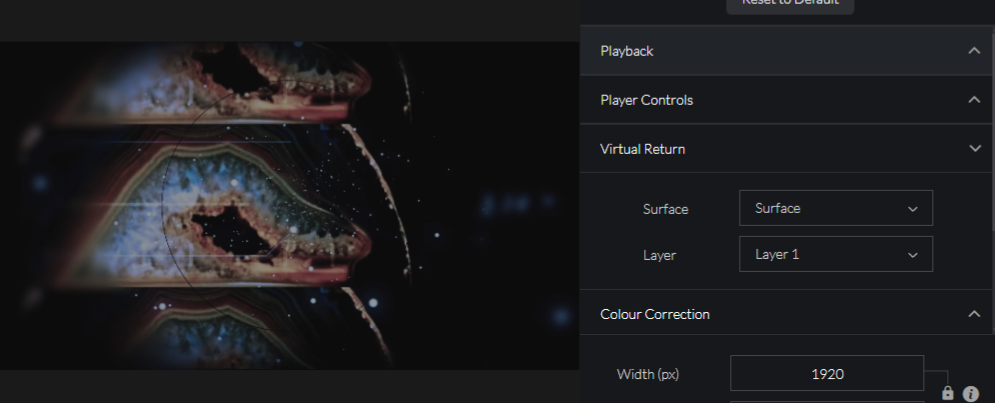 Reset to Default
Playback
Player Controls
Virtual Return
Surface Surface
Layer Layer 1
Colour Correction
Width (px) 1920